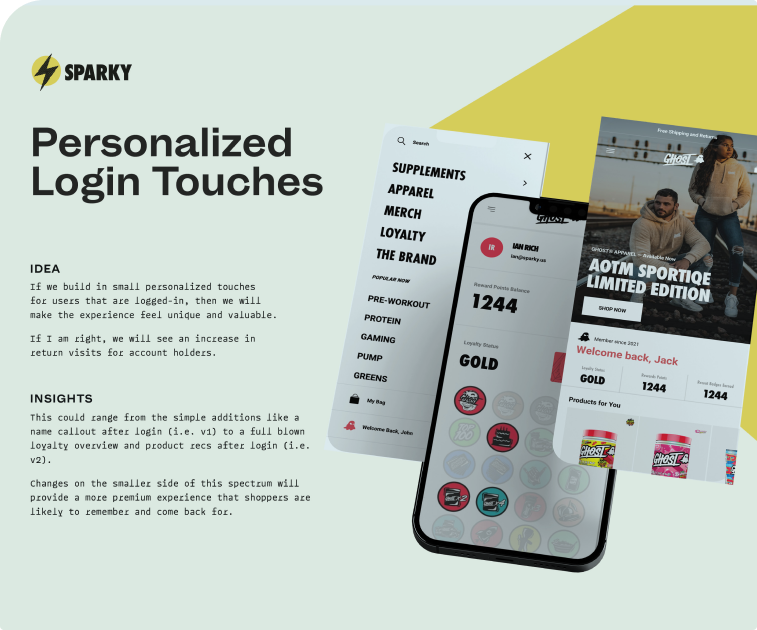 SPARKY
Personalized
Login Touches
IDEA
If we build in small personalized touches
for users that are logged-in, then we will
make the experience feel unique and valuable.
If I am right, we will see an increase in
return visits for account holders.
INSIGHTS
This could range from the simple additions like a
name callout after login (i.e. v1) to a full blown
loyalty overview and product recs after login (i.e.
v2).
Changes on the smaller side of this spectrum will
provide a more premium experience that shoppers are
likely to remember and come back for.
Search
SUPPLEMENTS
APPAREL
MERCH
LOYALTY
THE BRAND
POPULAR NOW
PRE-WORKOUT
PROTEIN
GAMING
PUMP
GREENS
My Bag
Welcome Back, John
GHOST
IR
IAN RICH
ian@sparky.us
Reward Points Balance
1244
Loyalty Status
GOLD
Free Shipping and Returns
GHOST
GHOST® APPAREL — Available Now
AOTM SPORTIQE
LIMITED EDITION
SHOP NOW
Member since 2021
Welcome back, Jack
Loyalty Status
GOLD
Rewards Points
1244
1244
Products for You
GHOST
GHOST